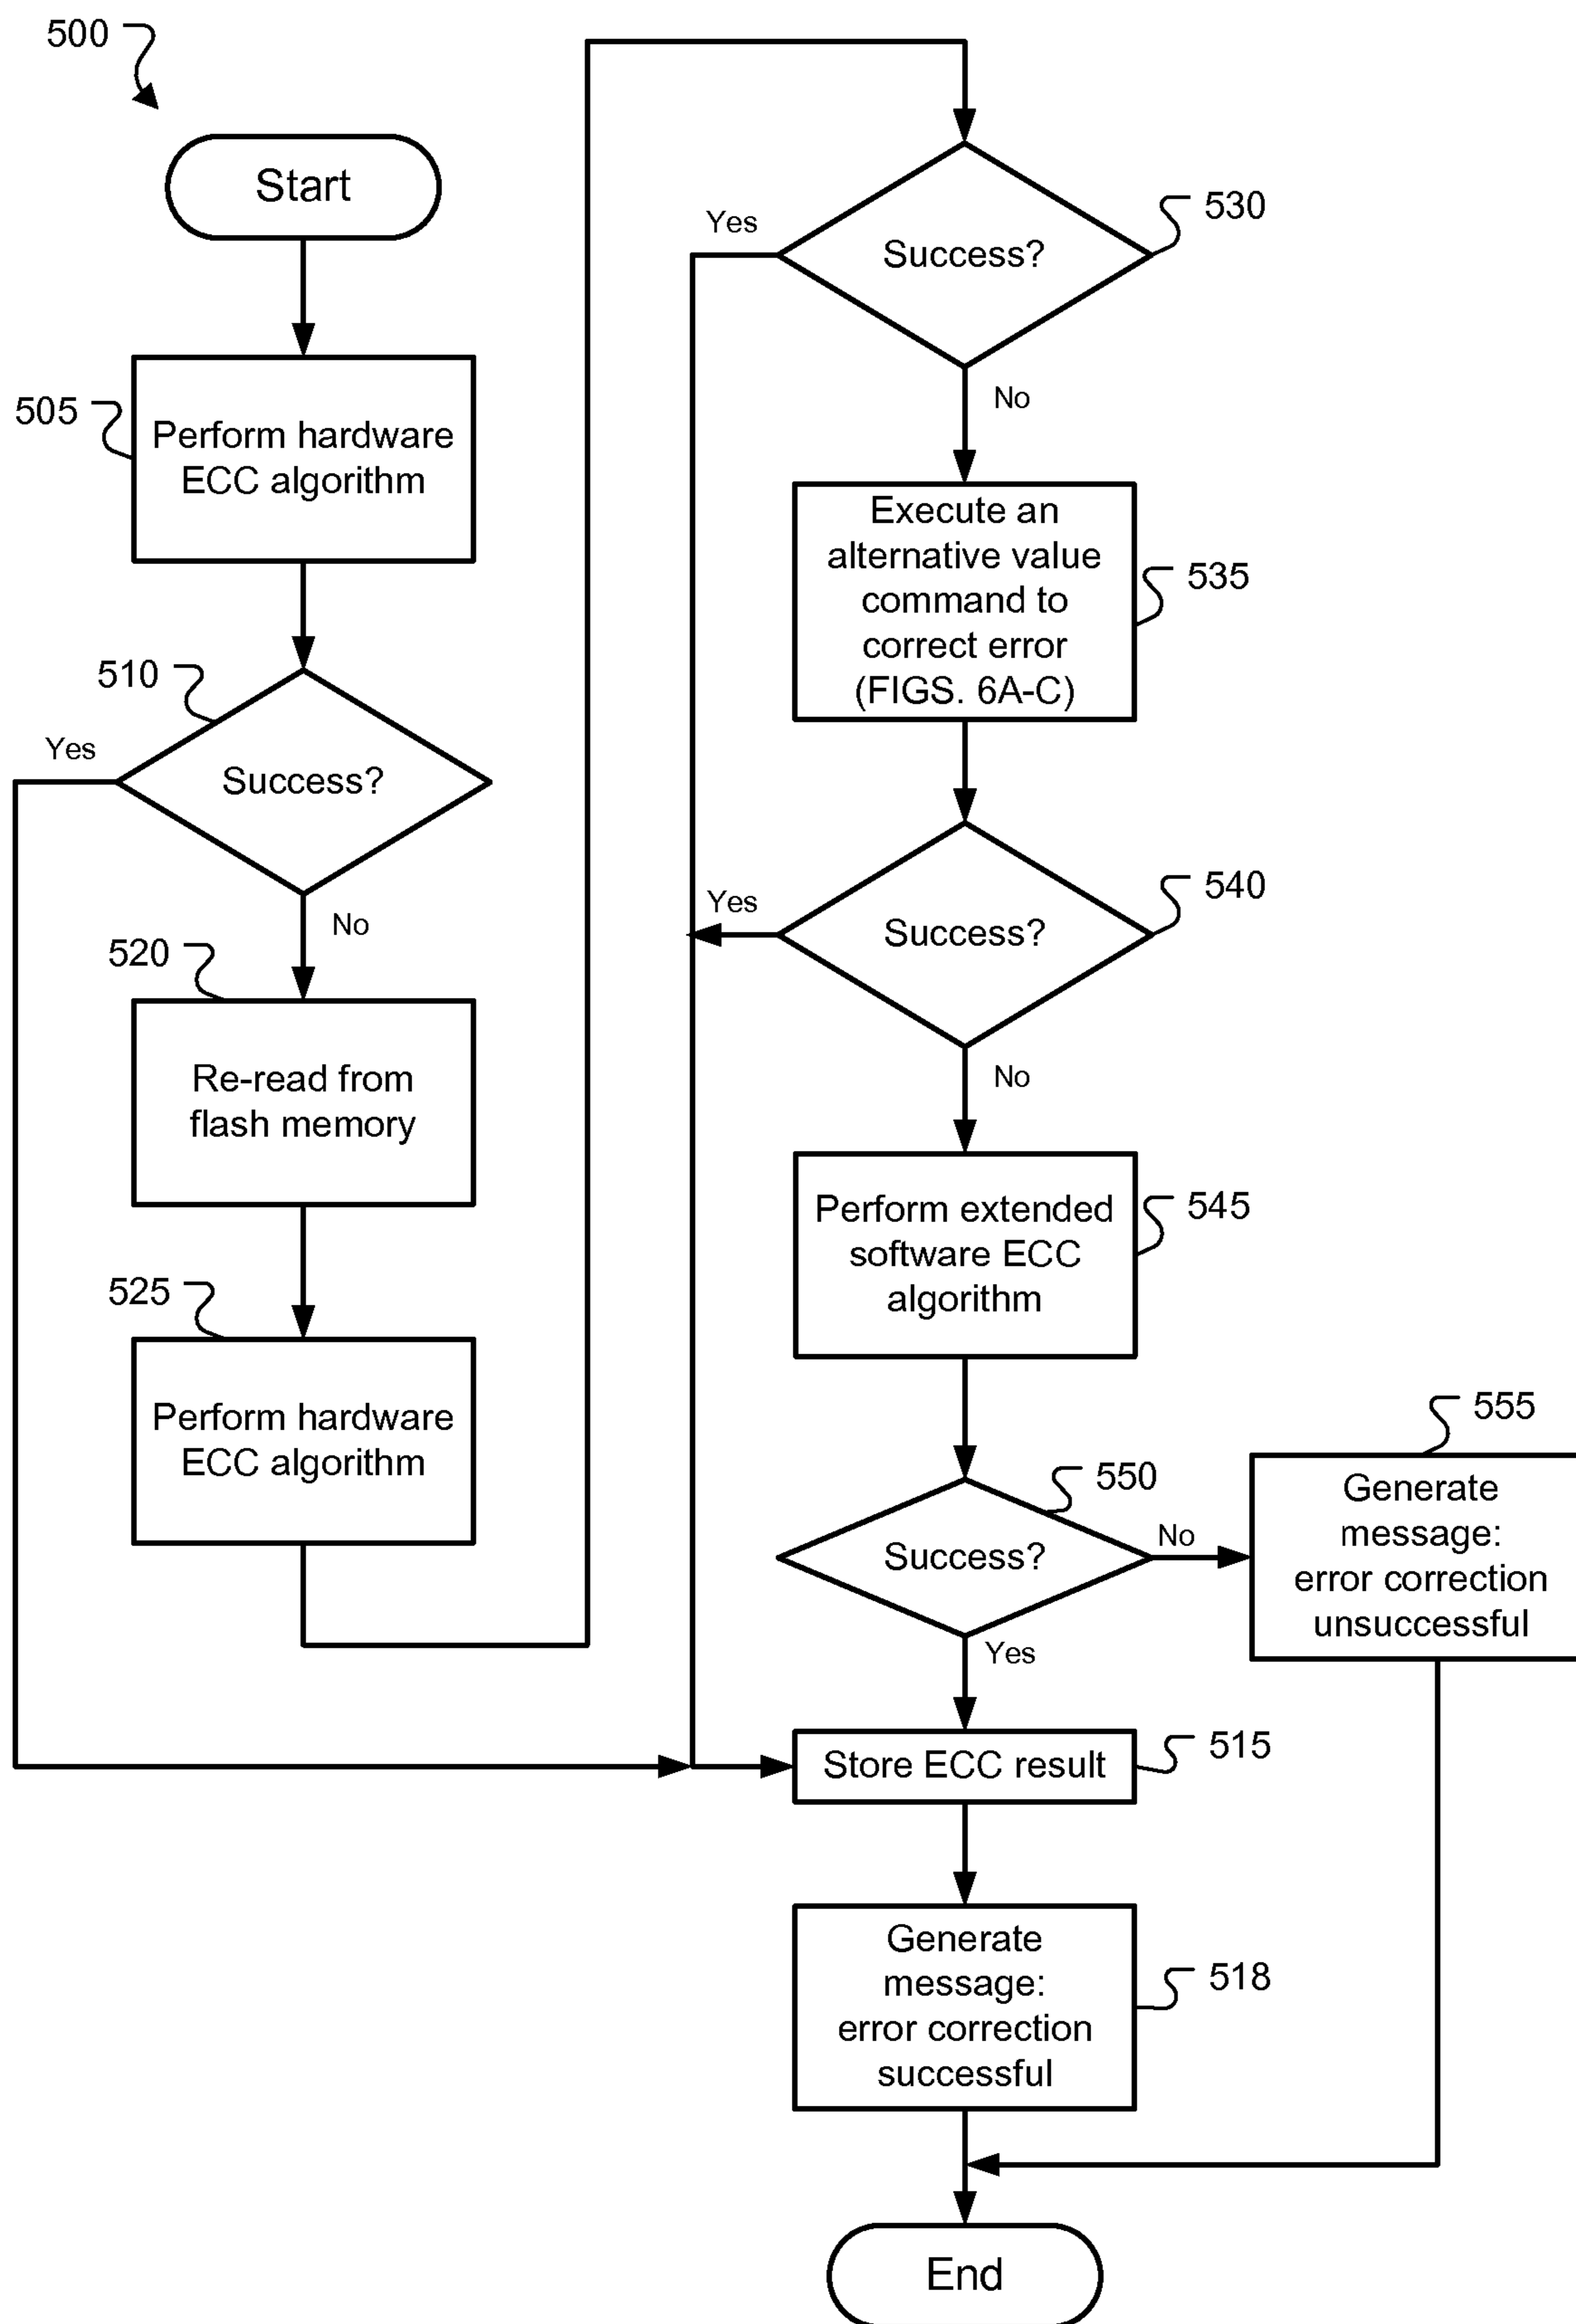 500
Start
505
Perform hardware
ECC algorithm
510
Yes
Success?
No
520
Re-read from
flash memory
525
Perform hardware
ECC algorithm
530
Yes
Success?
No
Execute an
alternative value
command to
correct error
(FIGS. 6A-C)
535
540
Yes
Success?
No
Perform extended
software ECC
algorithm
545
550
Success?
No
Yes
555
Generate
message:
error correction
unsuccessful
Store ECC result
515
Generate
message:
error correction
successful
518
End